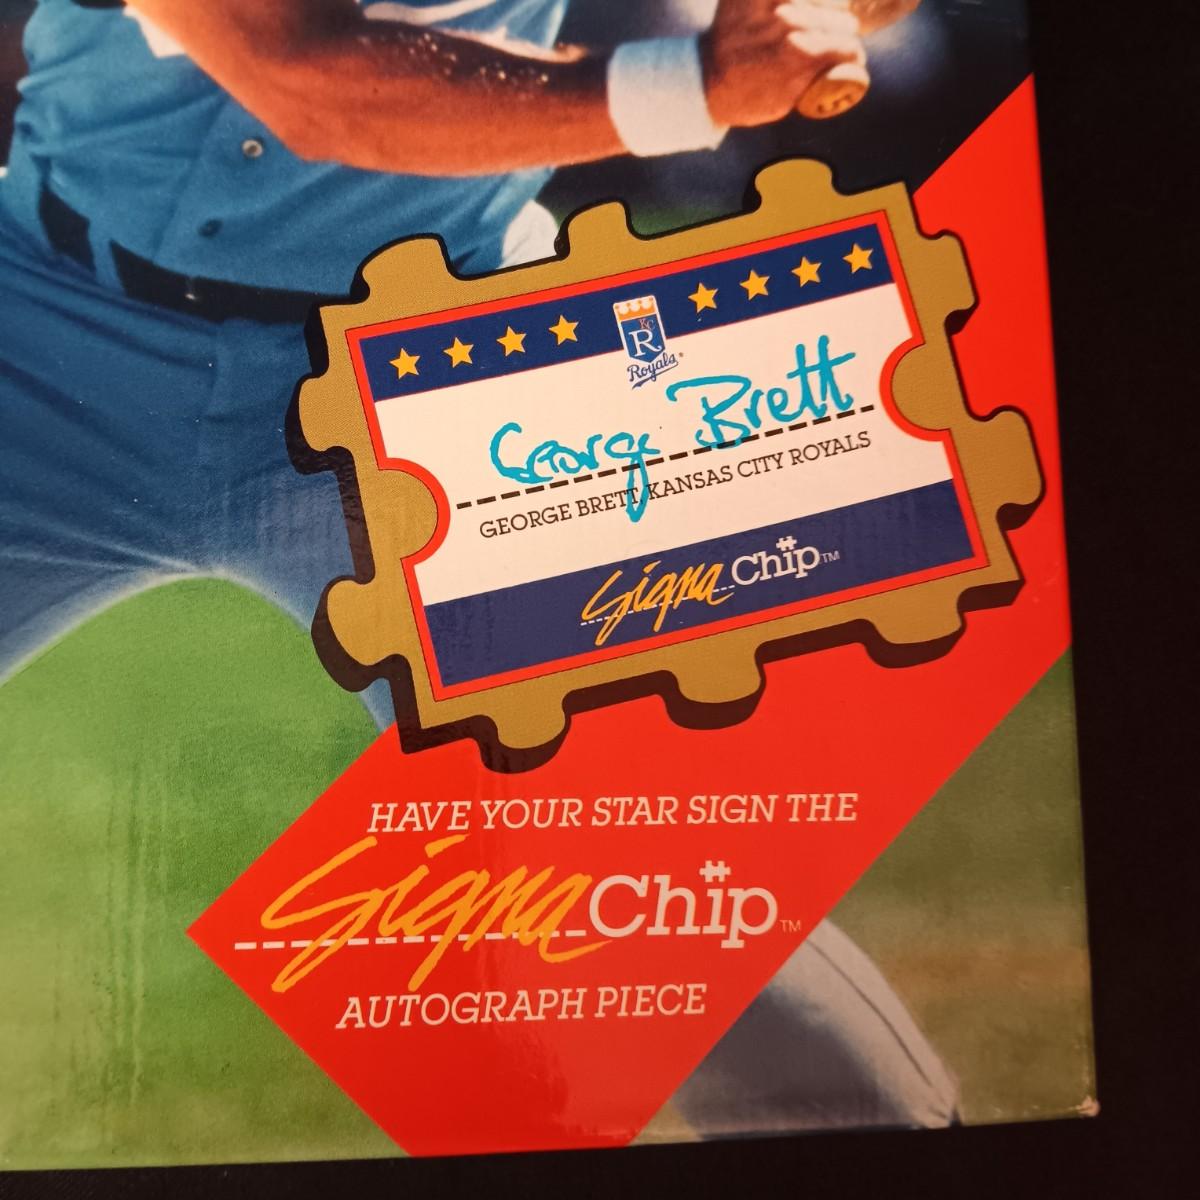 KC
R
Royals®
George Brett
GEORGE BRETT, KANSAS CITY ROYALS
Signa Chip™
HAVE YOUR STAR SIGN THE
Signa Chip™
AUTOGRAPH PIECE